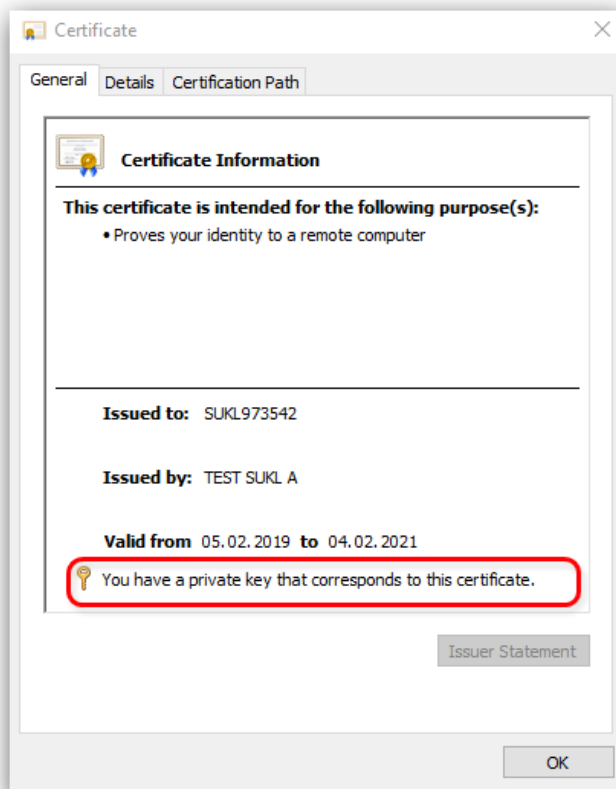 Certificate
General Details Certification Path
Certificate Information
This certificate is intended for the following purpose(s):
• Proves your identity to a remote computer
Issued to: SUKL973542
Issued by: TEST SUKL A
Valid from 05.02.2019 to 04.02.2021
You have a private key that corresponds to this certificate.
Issuer Statement
OK